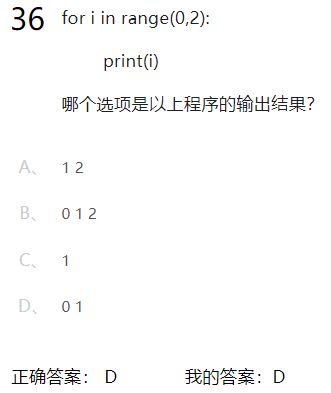 36 for i in range(0,2):
print(i)
哪个选项是以上程序的输出结果?
A、 1 2
B、 0 1 2
C、 1
D、 0 1
正确答案： D 我的答案：D